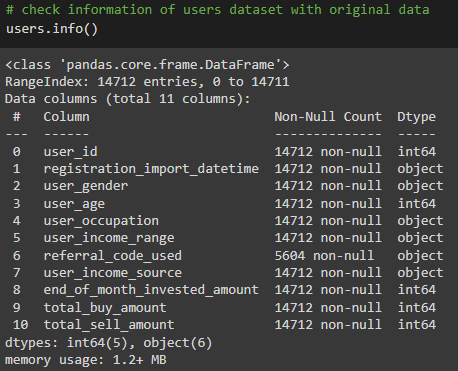 # check information of users dataset with original data
users.info()
<class 'pandas.core.frame.DataFrame'>
RangeIndex: 14712 entries, 0 to 14711
Data columns (total 11 columns):
 #   Column                         Non-Null Count  Dtype
---  ------                         --------------  -----
 0   user_id                        14712 non-null  int64
 1   registration_import_datetime   14712 non-null  object
 2   user_gender                    14712 non-null  object
 3   user_age                       14712 non-null  int64
 4   user_occupation                14712 non-null  object
 5   user_income_range              14712 non-null  object
 6   referral_code_used             5604 non-null   object
 7   user_income_source             14712 non-null  object
 8   end_of_month_invested_amount   14712 non-null  int64
 9   total_buy_amount               14712 non-null  int64
 10  total_sell_amount              14712 non-null  int64
dtypes: int64(5), object(6)
memory usage: 1.2+ MB